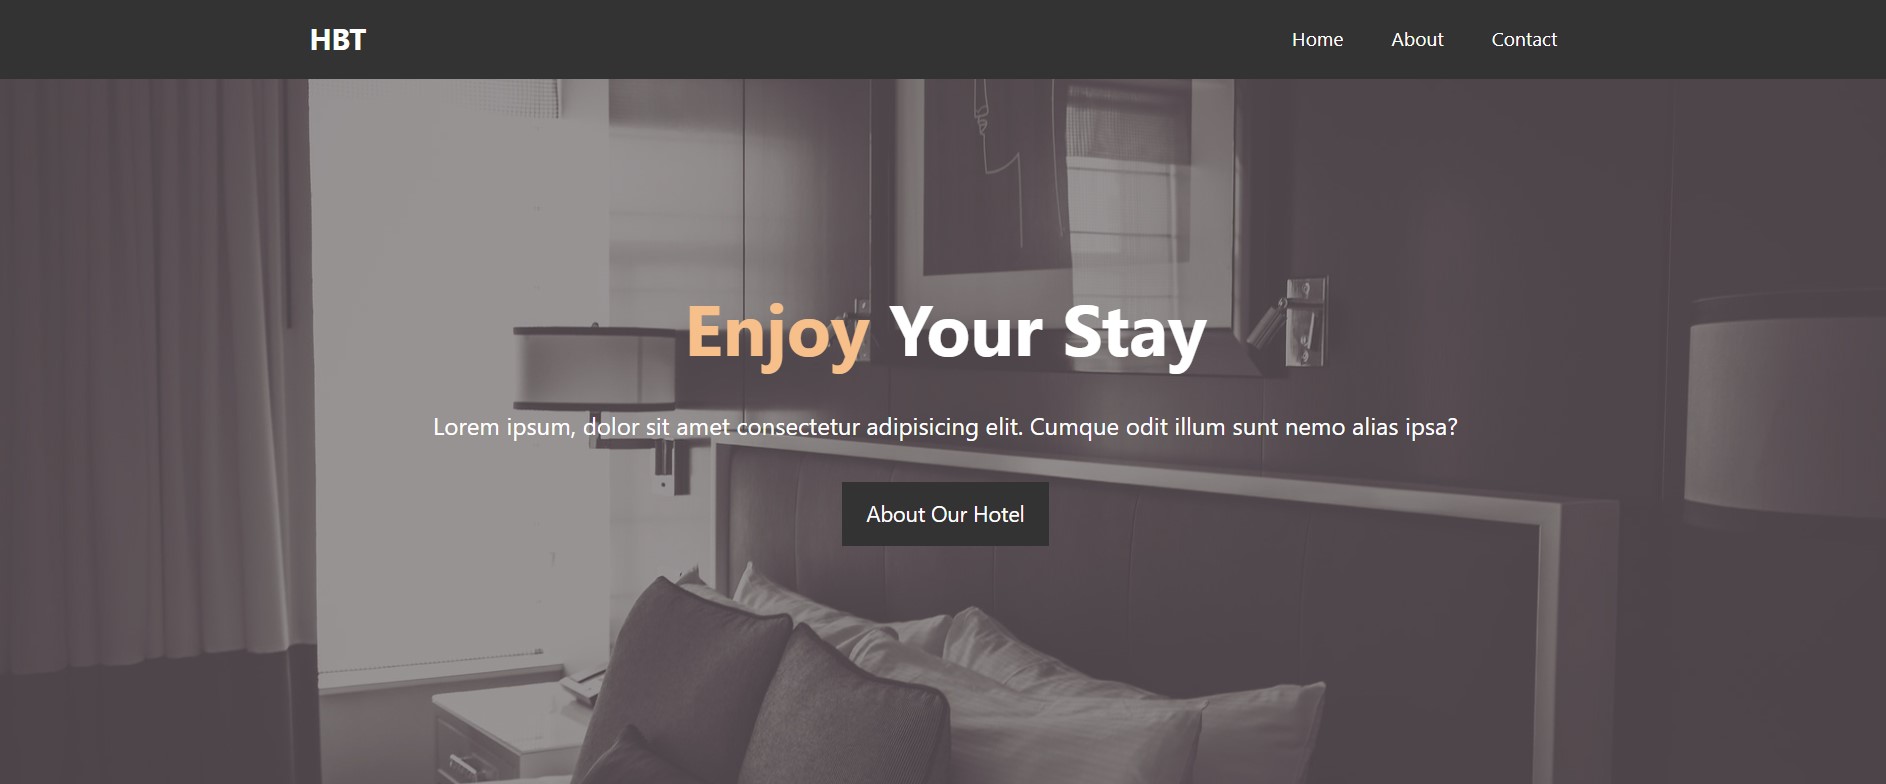 HBT
Home About Contact
Enjoy Your Stay
Lorem ipsum, dolor sit amet consectetur adipisicing elit. Cumque odit illum sunt nemo alias ipsa?
About Our Hotel